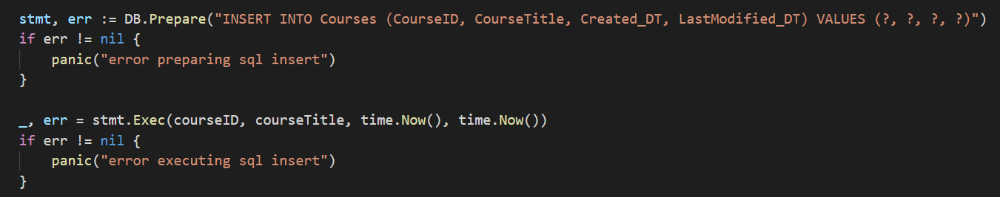 stmt, err := DB.Prepare("INSERT INTO Courses (CourseID, CourseTitle, Created_DT, LastModified_DT) VALUES (?, ?, ?, ?)")
if err != nil {
    panic("error preparing sql insert")
}

_, err = stmt.Exec(courseID, courseTitle, time.Now(), time.Now())
if err != nil {
    panic("error executing sql insert")
}